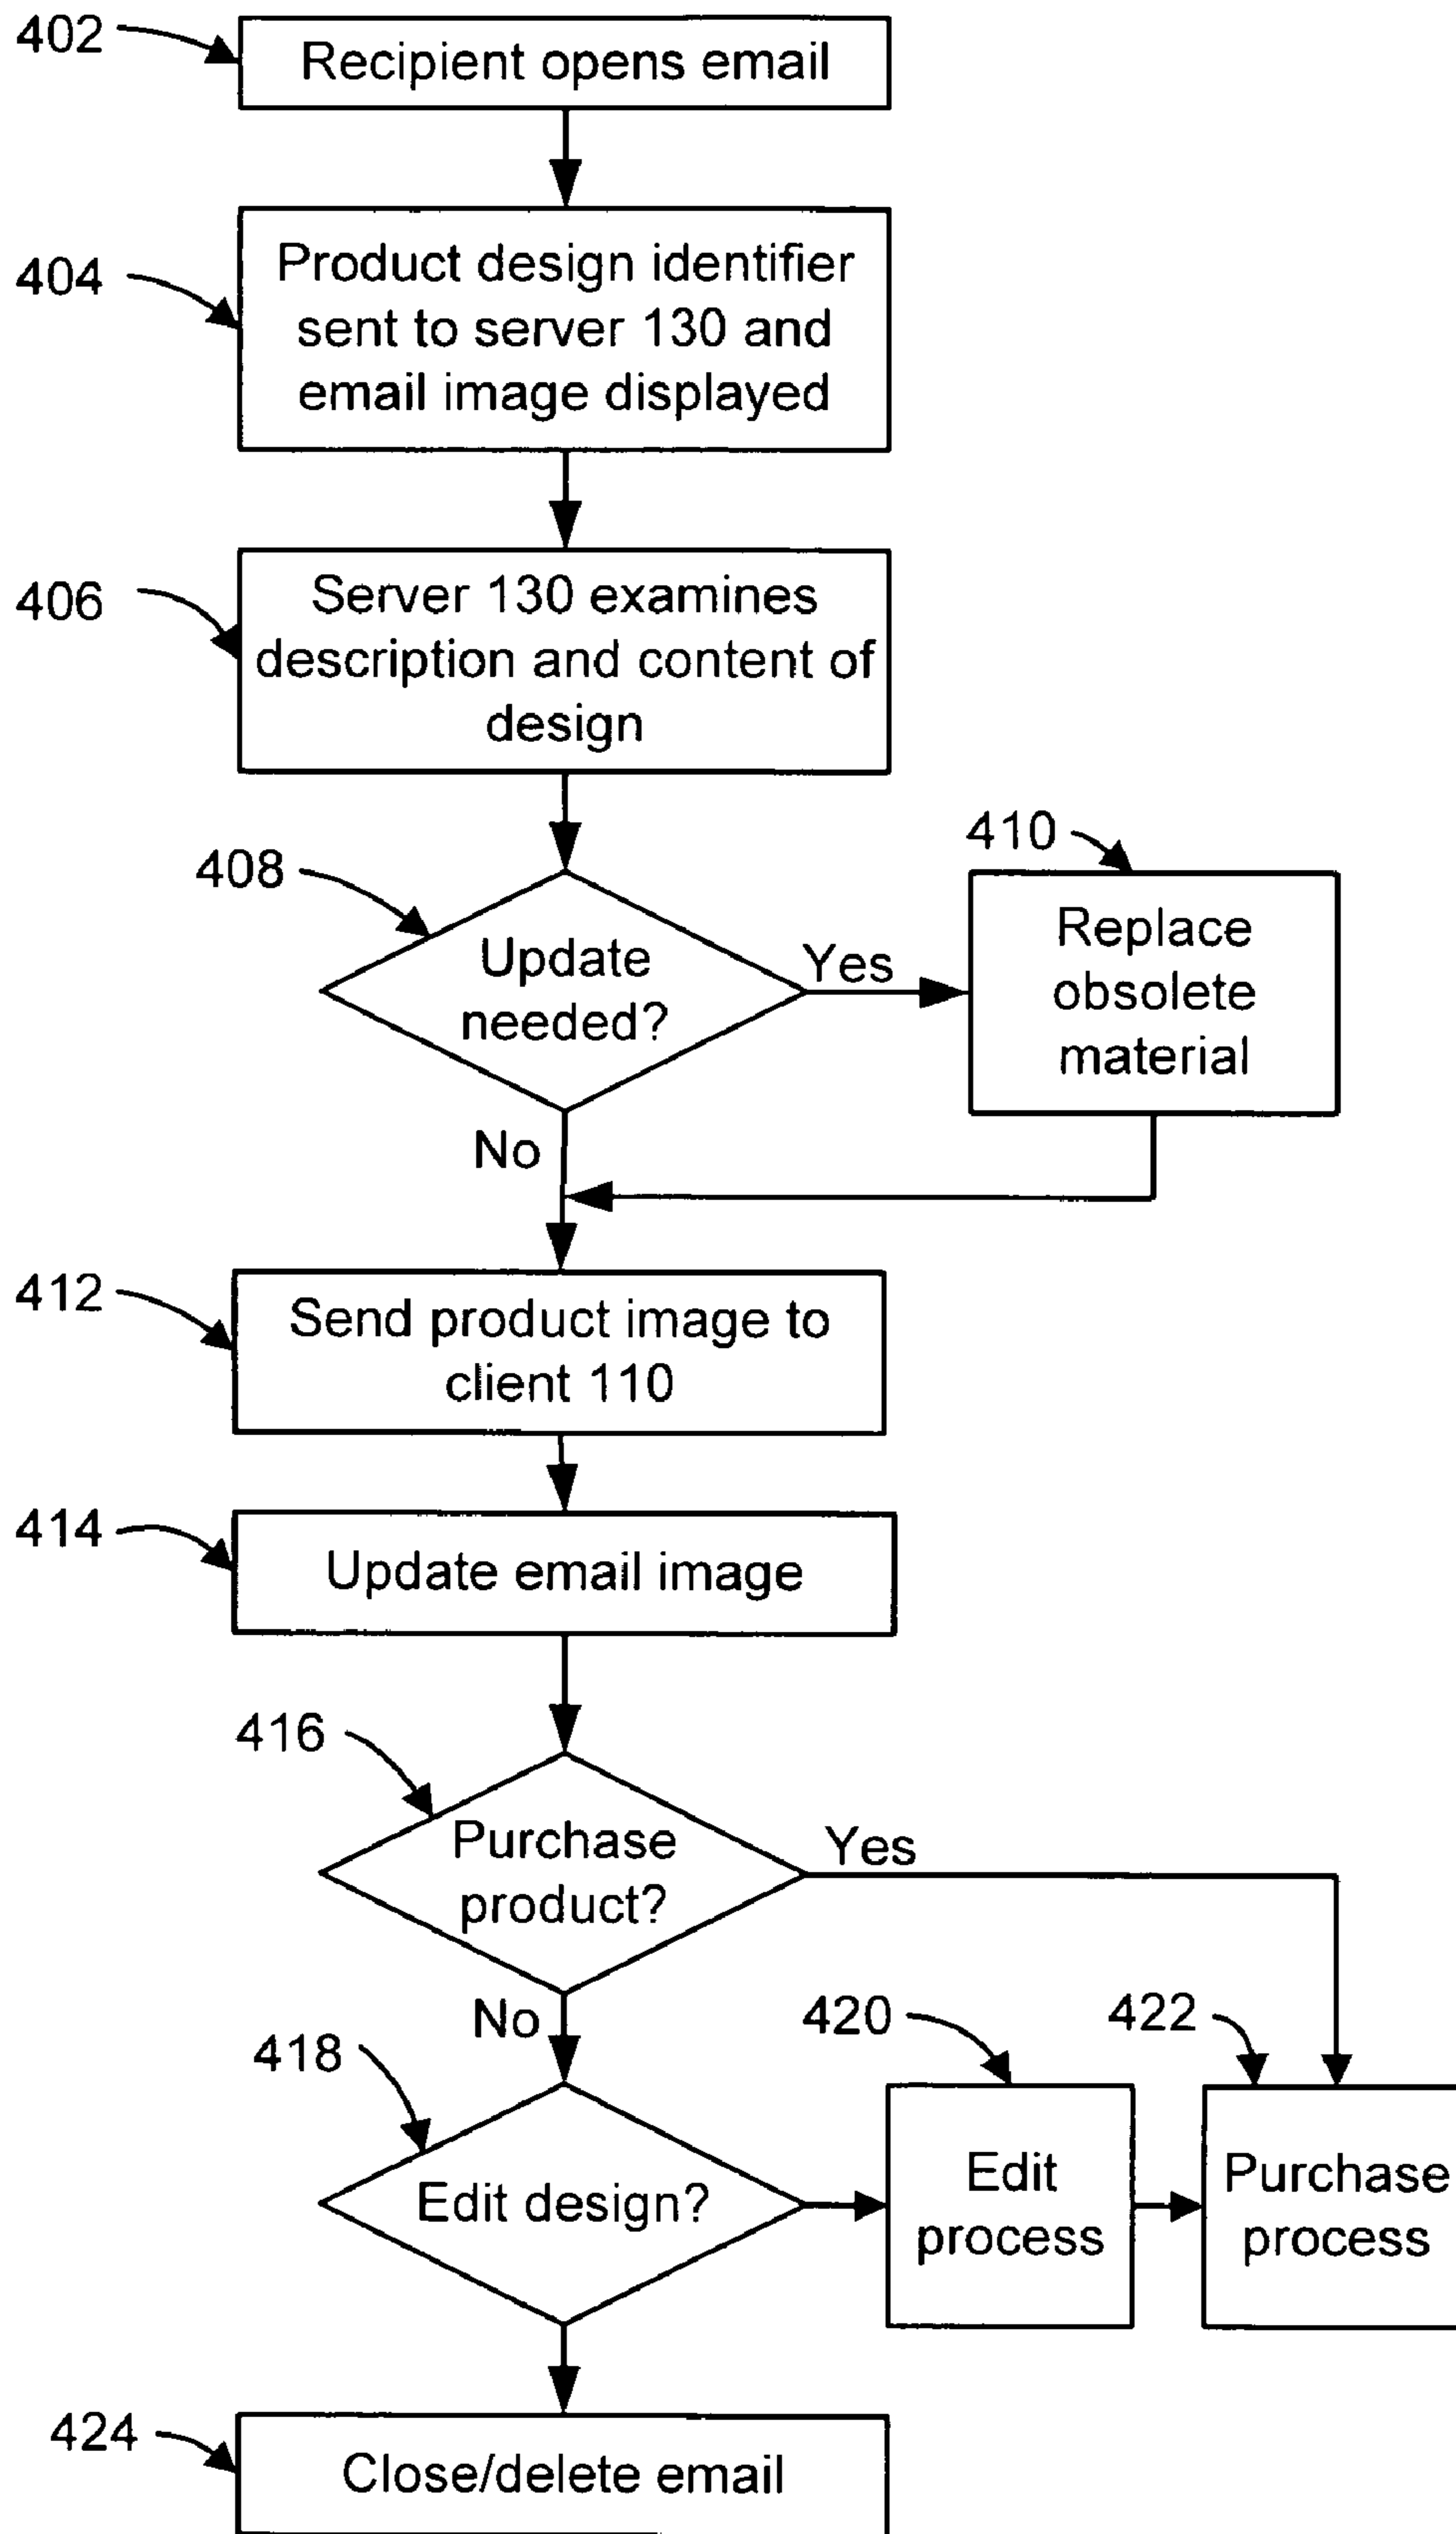 402
Recipient opens email
404
Product design identifier
sent to server 130 and
email image displayed
406
Server 130 examines
description and content of
design
408
Update
needed?
Yes
410
Replace
obsolete
material
No
412
Send product image to
client 110
414
Update email image
416
Purchase
product?
Yes
No
418
Edit design?
420
Edit
process
422
Purchase
process
424
Close/delete email